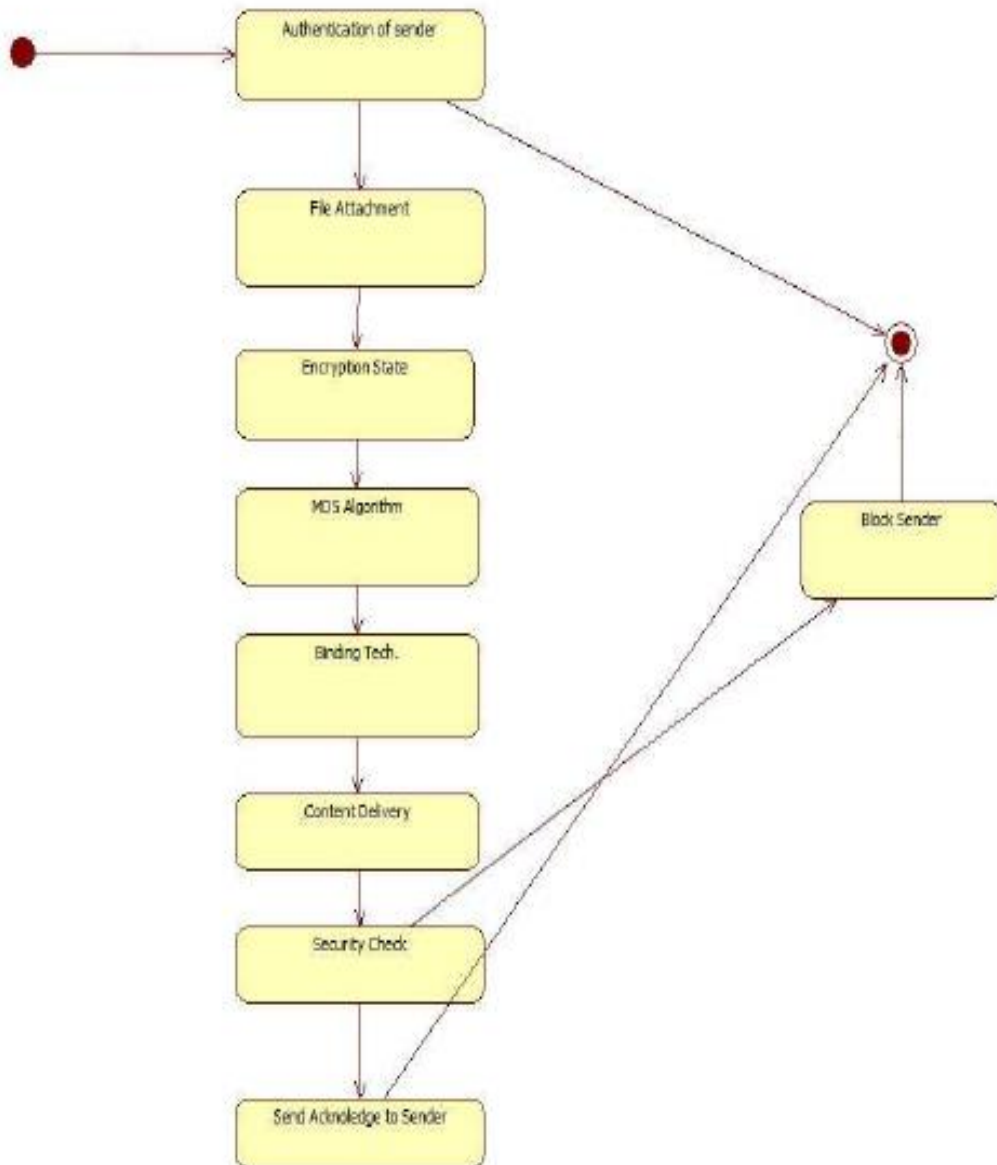 Authentication of sender
File Attachment
Encryption State
MDS Algorithm
Block Sender
Binding Tech.
Content Delivery
Security Check
Send Acknoledge to Sender